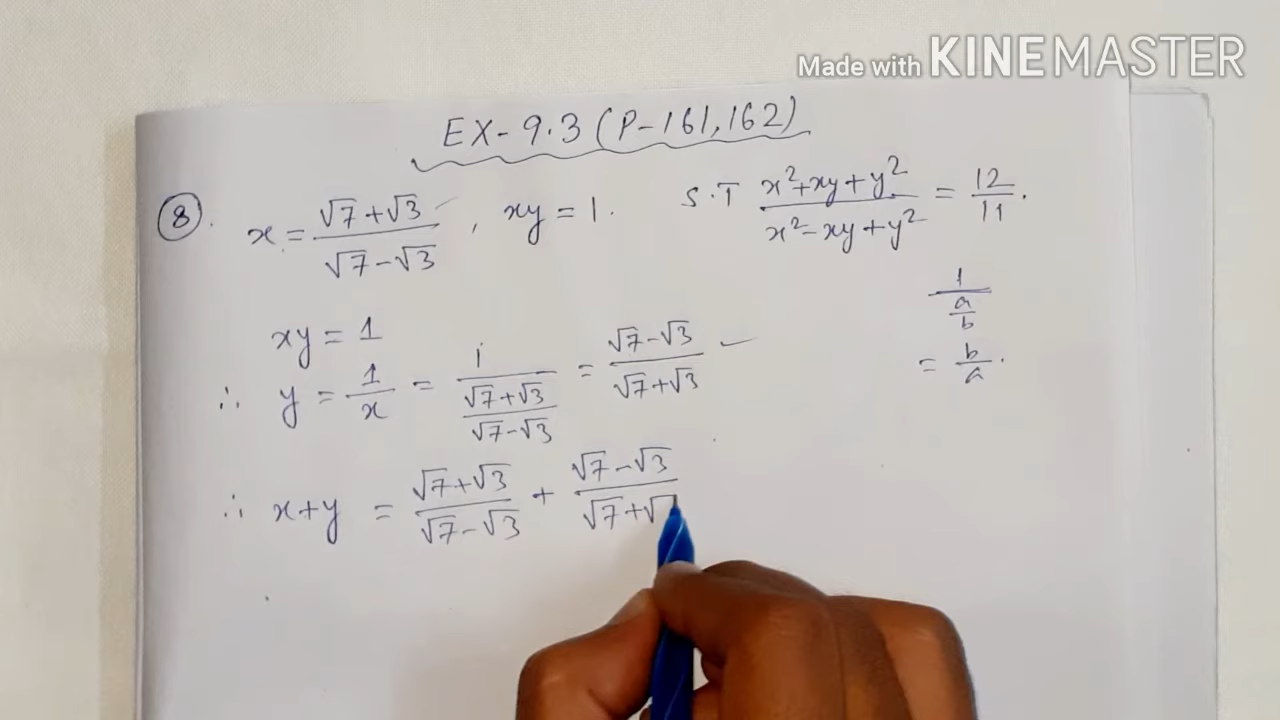 Made with KINEMASTER
EX-9.3 (P-161,162)
⑧. x = (√7+√3)/(√7-√3), xy = 1. S.T (x²+xy+y²)/(x²-xy+y²) = 12/11.
xy = 1
∴ y = 1/x = 1/((√7+√3)/(√7-√3)) = (√7-√3)/(√7+√3)
1/(a/b)
= b/a.
∴ x+y = (√7+√3)/(√7-√3) + (√7-√3)/(√7+√